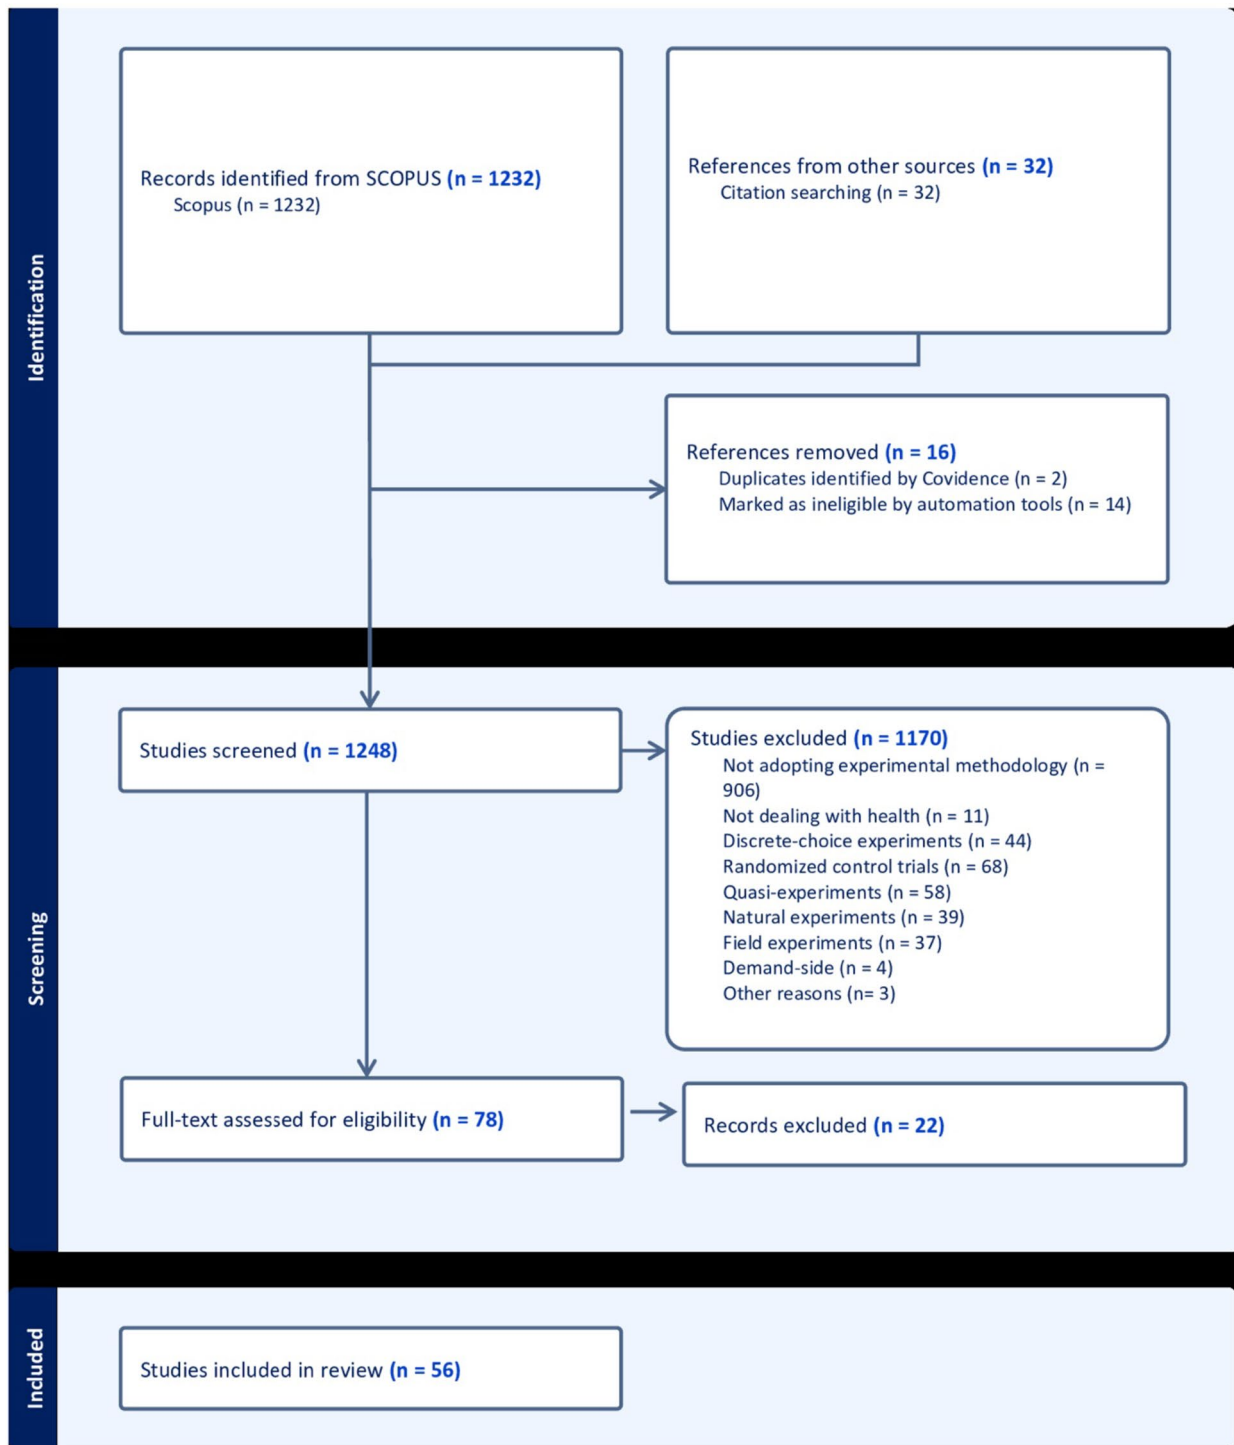 Identification
Records identified from SCOPUS (n = 1232)
Scopus (n = 1232)
References from other sources (n = 32)
Citation searching (n = 32)
References removed (n = 16)
Duplicates identified by Covidence (n = 2)
Marked as ineligible by automation tools (n = 14)
Screening
Studies screened (n = 1248)
Studies excluded (n = 1170)
Not adopting experimental methodology (n =
906)
Not dealing with health (n = 11)
Discrete-choice experiments (n = 44)
Randomized control trials (n = 68)
Quasi-experiments (n = 58)
Natural experiments (n = 39)
Field experiments (n = 37)
Demand-side (n = 4)
Other reasons (n= 3)
Full-text assessed for eligibility (n = 78)
Records excluded (n = 22)
Included
Studies included in review (n = 56)